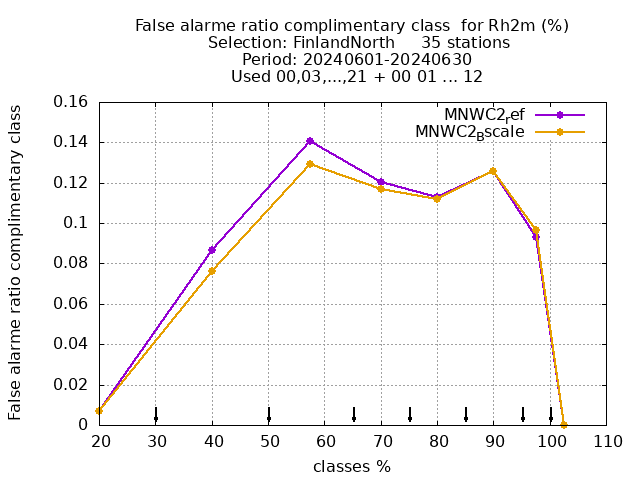 False alarme ratio complimentary class  for Rh2m (%)
Selection: FinlandNorth     35 stations
Period: 20240601-20240630
Used 00,03,...,21 + 00 01 ... 12
MNWC2_ref
MNWC2_Bscale
False alarme ratio complimentary class
0.16
0.14
0.12
0.1
0.08
0.06
0.04
0.02
0
20 30 40 50 60 70 80 90 100 110
classes %